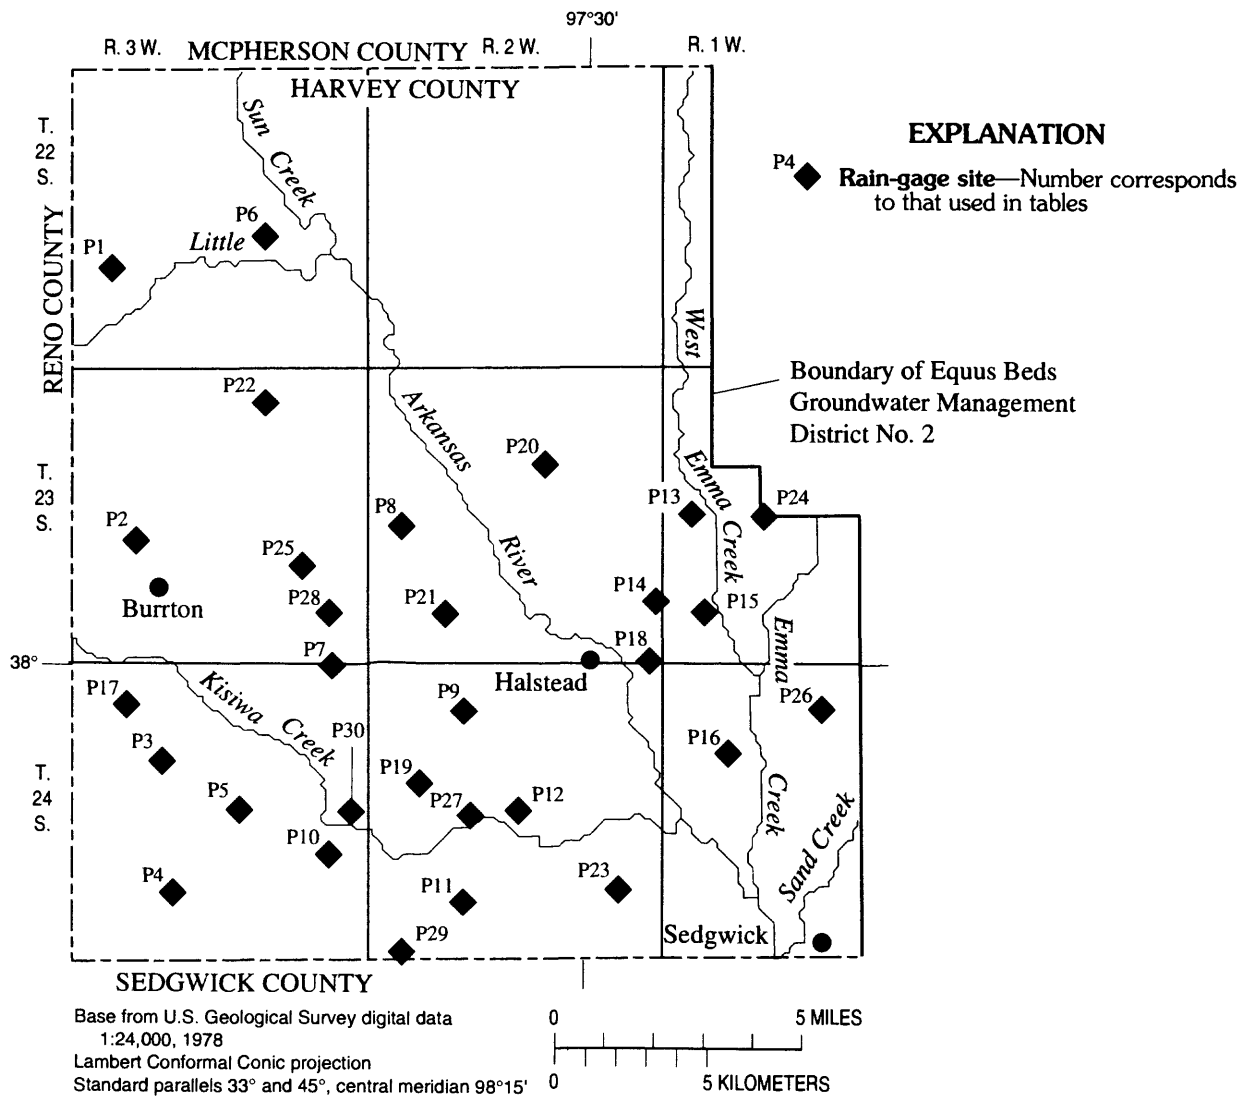 97°30'
R. 3 W.
MCPHERSON COUNTY
R. 2 W.
R. 1 W.
HARVEY COUNTY
T.
22
S.
Sun Creek
EXPLANATION
P4
Rain-gage site—Number corresponds
to that used in tables
P6
Little
P1
RENO COUNTY
West
P22
Arkansas
Boundary of Equus Beds
Groundwater Management
District No. 2
P20
T.
23
S.
Emma
P13
P24
P2
P8
Creek
P25
River
Burrton
P28
P21
P14
P15
Emma
38°
P7
P18
Halstead
P17
Kisiwa Creek
P9
P26
P30
P3
P16
T.
24
S.
P19
P5
P27
P12
Creek
P10
Sand Creek
P4
P11
P23
P29
Sedgwick
SEDGWICK COUNTY
Base from U.S. Geological Survey digital data
1:24,000, 1978
Lambert Conformal Conic projection
Standard parallels 33° and 45°, central meridian 98°15'
0
5 MILES
0
5 KILOMETERS